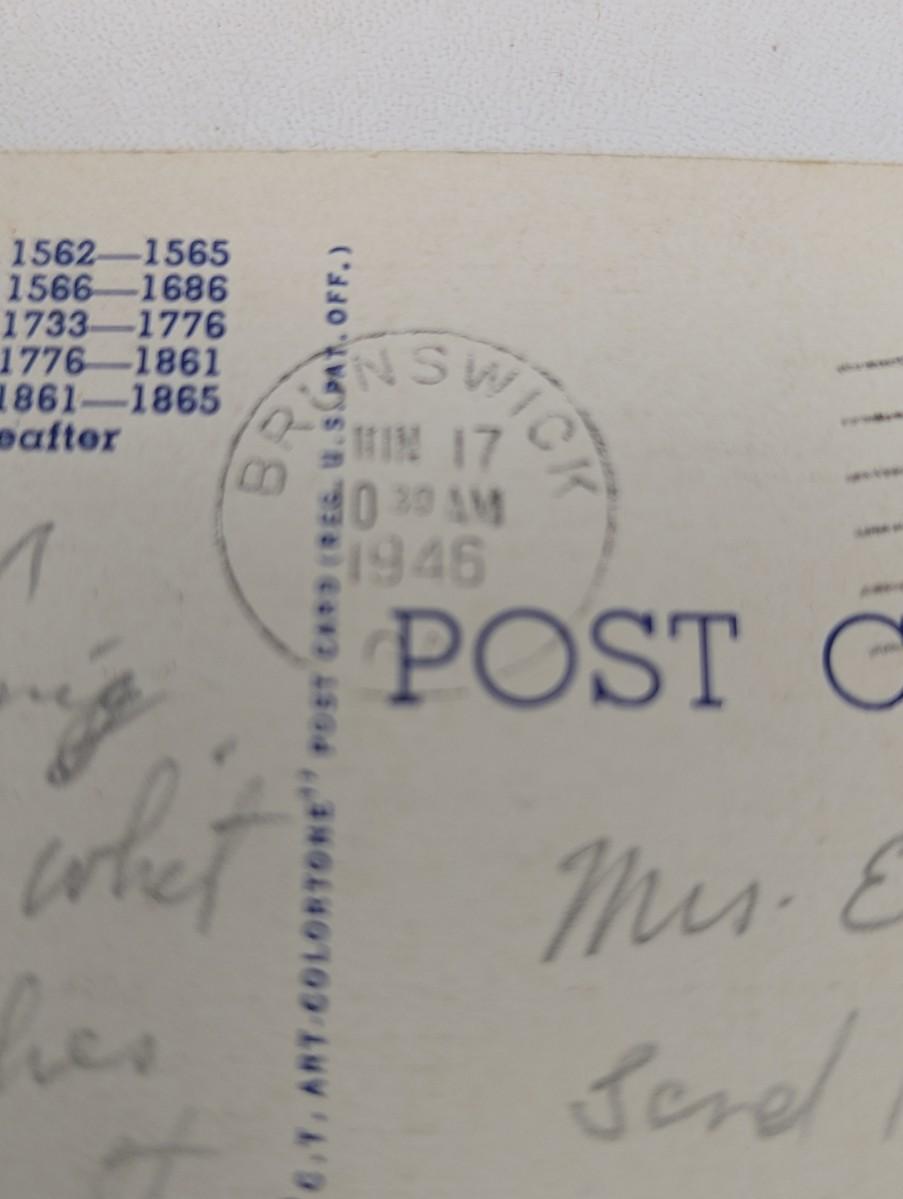 1562—1565
1566—1686
1733—1776
1776—1861
1861—1865
eafter
BRUNSWICK
JUN 17
30 AM
1946
POST C
C.T. ART-COLORTONE" POST CARD (REG. U.S. PAT. OFF.)
what
Mrs. E